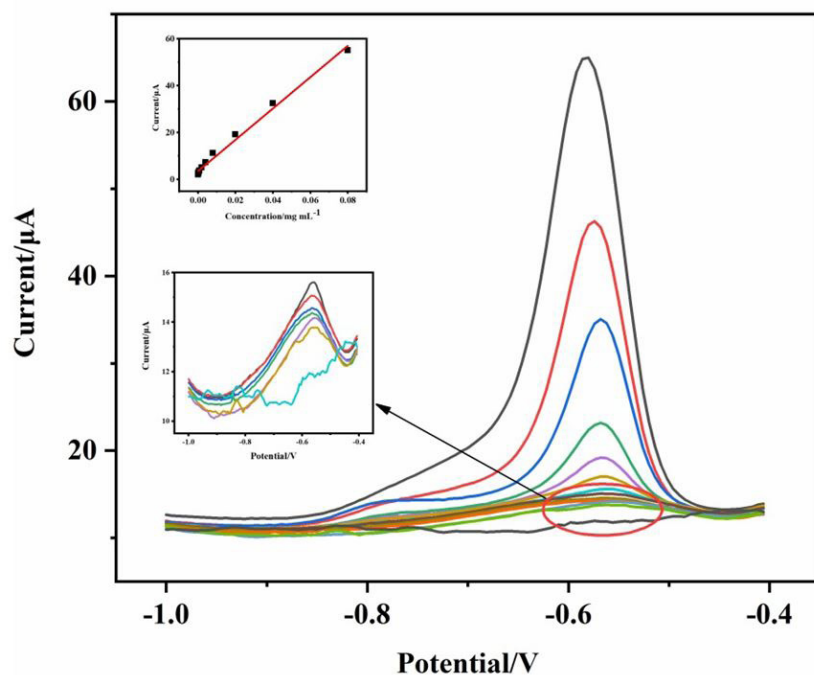 60
40
20
0
Current/μA
0.00 0.02 0.04 0.06 0.08
Concentration/mg mL-1
16
14
12
10
Current/μA
-1.0 -0.8 -0.6 -0.4
Potential/V
60
40
20
Current/μA
-1.0 -0.8 -0.6 -0.4
Potential/V